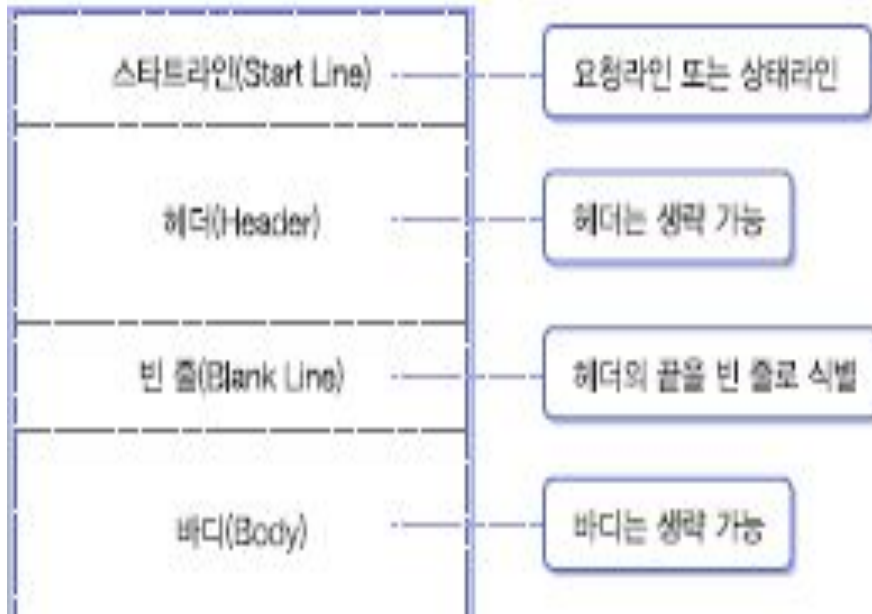 스타트라인(Start Line)
요청라인 또는 상태라인
헤더(Header)
헤더는 생략 가능
빈 줄(Blank Line)
헤더의 끝을 빈 줄로 식별
바디(Body)
바디는 생략 가능